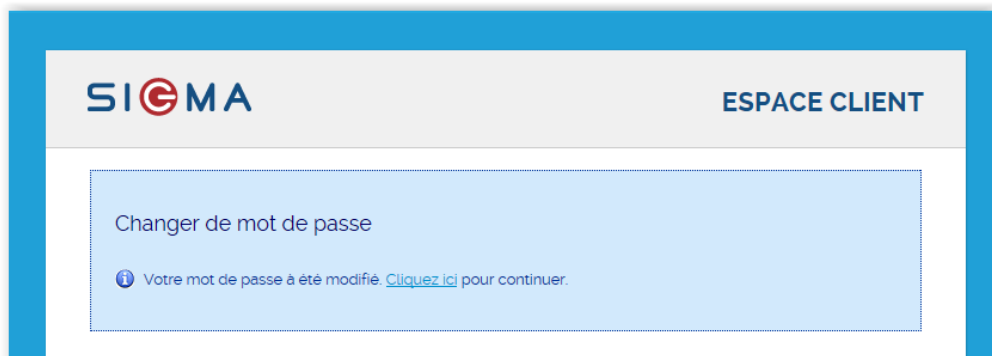 SIGMA
ESPACE CLIENT
Changer de mot de passe
Votre mot de passe à été modifié. Cliquez ici pour continuer.